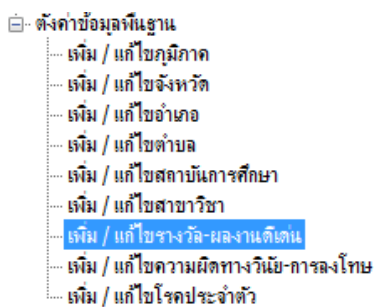 ตั้งค่าข้อมูลพื้นฐาน
เพิ่ม / แก้ไขภูมิภาค
เพิ่ม / แก้ไขจังหวัด
เพิ่ม / แก้ไขอำเภอ
เพิ่ม / แก้ไขตำบล
เพิ่ม / แก้ไขสถาบันการศึกษา
เพิ่ม / แก้ไขสาขาวิชา
เพิ่ม / แก้ไขรางวัล-ผลงานดีเด่น
เพิ่ม / แก้ไขความผิดทางวินัย-การลงโทษ
เพิ่ม / แก้ไขโรคประจำตัว